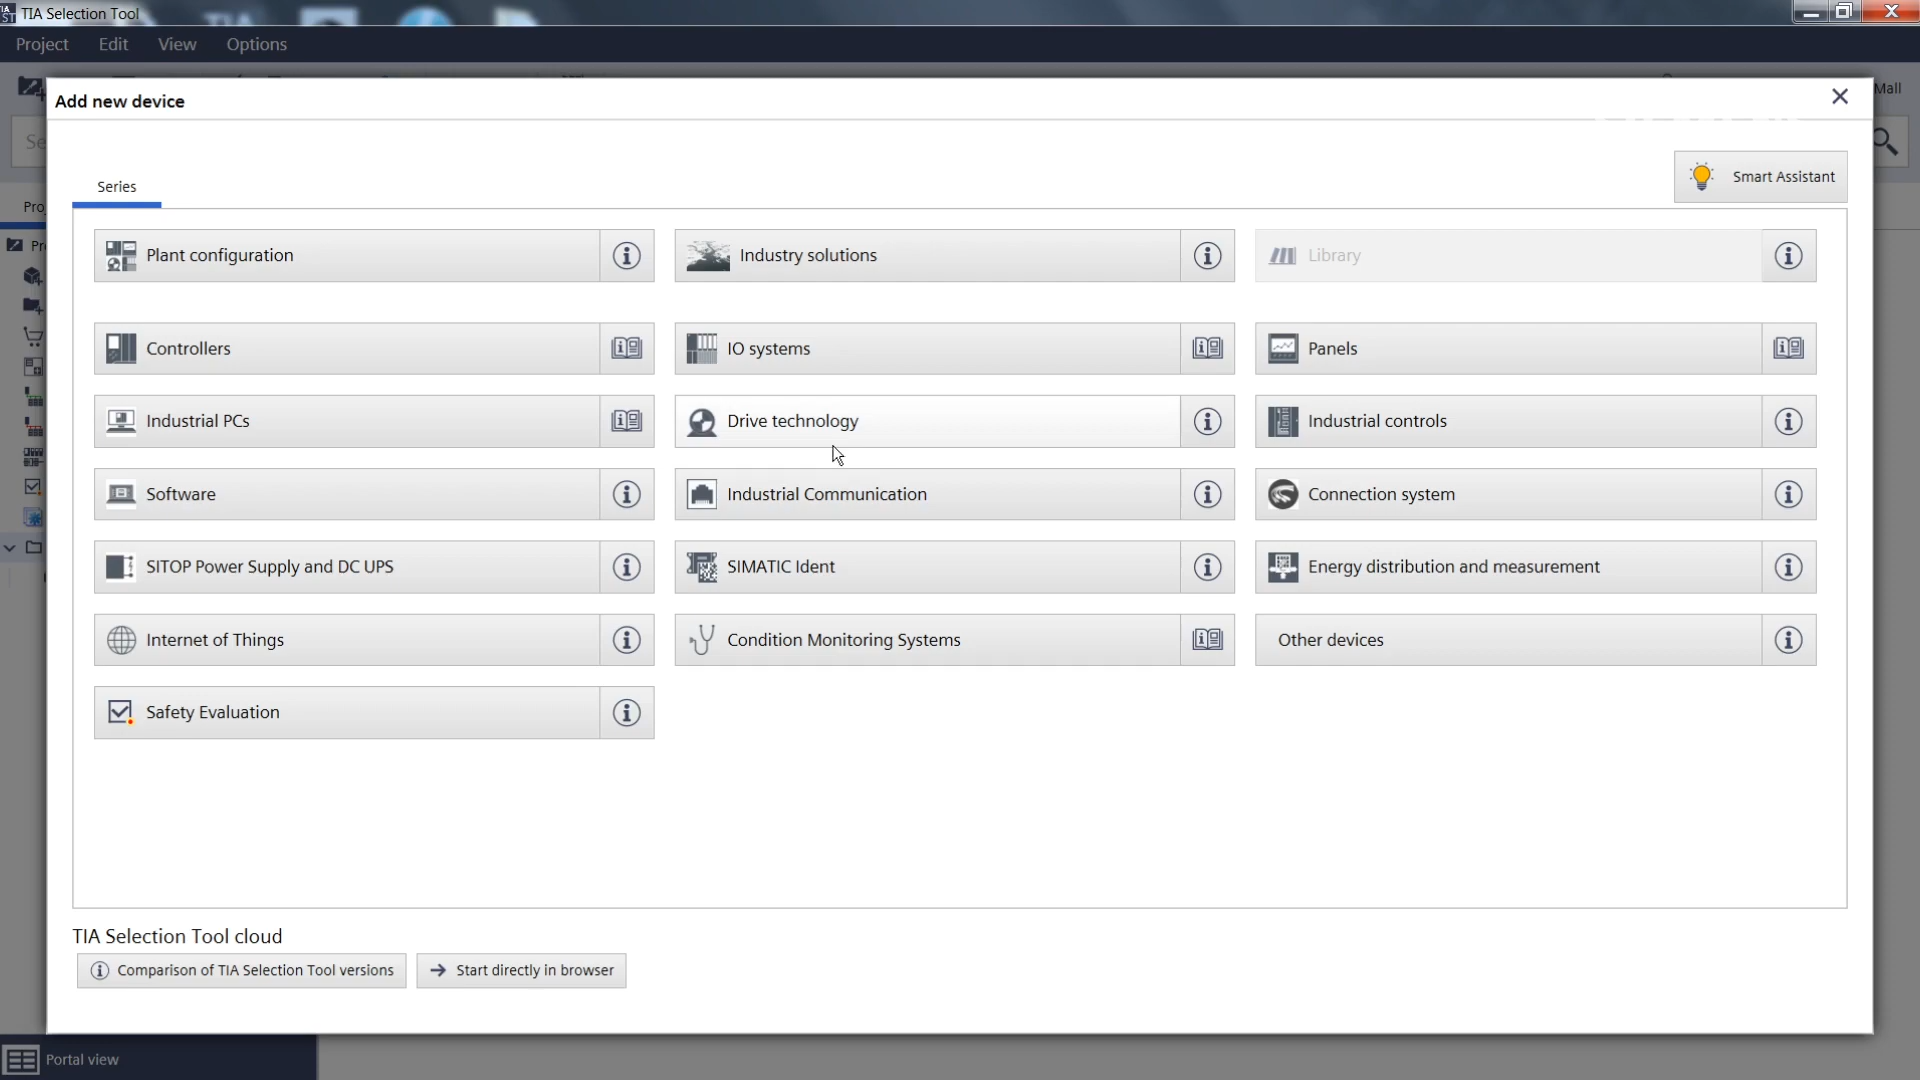 TIA Selection Tool
Project Edit View Options
Add new device
Mall
Se
Smart Assistant
Series
Proj
Pr
Plant configuration
Industry solutions
Library
Controllers
IO systems
Panels
Industrial PCs
Drive technology
Industrial controls
Software
Industrial Communication
Connection system
SITOP Power Supply and DC UPS
SIMATIC Ident
Energy distribution and measurement
Internet of Things
Condition Monitoring Systems
Other devices
Safety Evaluation
TIA Selection Tool cloud
Comparison of TIA Selection Tool versions
Start directly in browser
Portal view